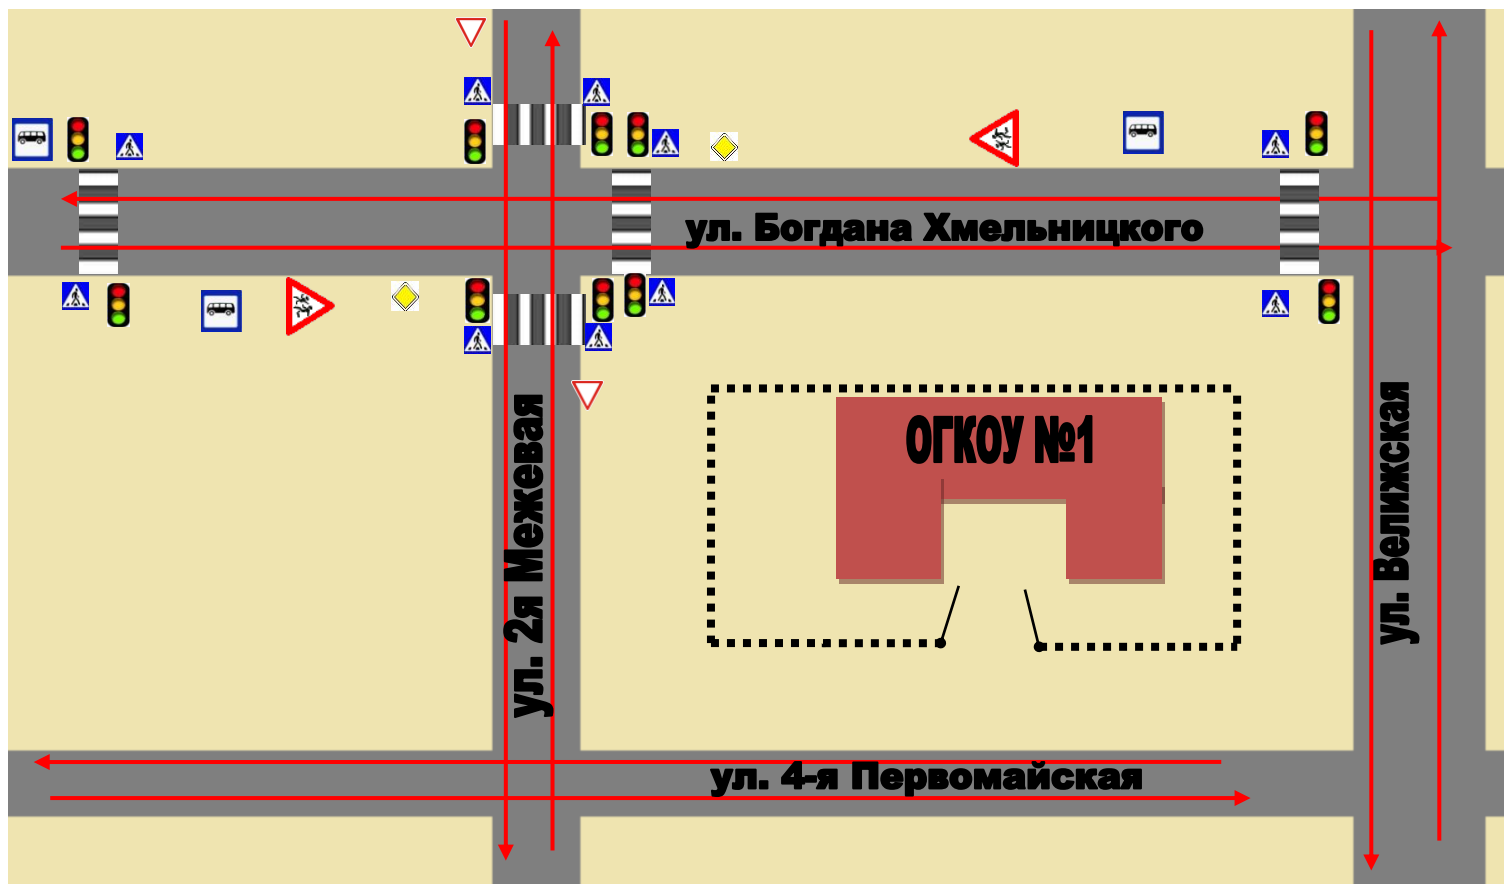 ул. Богдана Хмельницкого
ОГКОУ №1
ул. 2я Межевая
ул. Велижская
ул. 4-я Первомайская